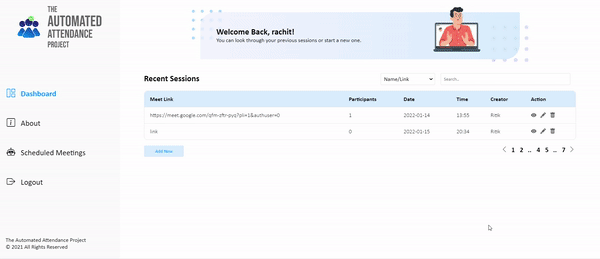 THE
AUTOMATED
ATTENDANCE
PROJECT
Welcome Back, rachit!
You can look through your previous sessions or start a new one.
Dashboard
About
Scheduled Meetings
Logout
Recent Sessions
Name/Link
Search...
Meet Link Participants Date Time Creator Action
https://meet.google.com/qfm-zftr-pyq?pli=1&authuser=0 1 2022-01-14 13:55 Ritik
link 0 2022-01-15 20:34 Ritik
Add New
1 2 .. 4 5 .. 7
The Automated Attendance Project
© 2021 All Rights Reserved